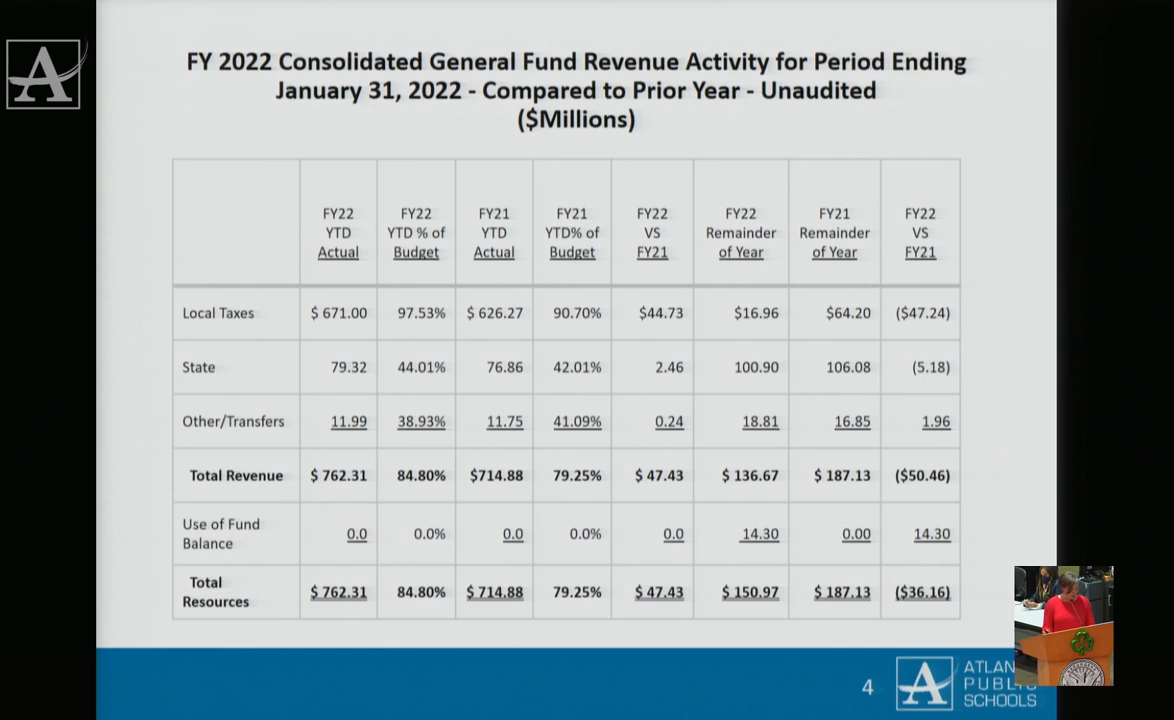 A
FY 2022 Consolidated General Fund Revenue Activity for Period Ending
January 31, 2022 - Compared to Prior Year - Unaudited
($Millions)
FY22 YTD Actual FY22 YTD % of Budget FY21 YTD Actual FY21 YTD% of Budget FY22 VS FY21 FY22 Remainder of Year FY21 Remainder of Year FY22 VS FY21
Local Taxes $ 671.00 97.53% $ 626.27 90.70% $44.73 $16.96 $64.20 ($47.24)
State 79.32 44.01% 76.86 42.01% 2.46 100.90 106.08 (5.18)
Other/Transfers 11.99 38.93% 11.75 41.09% 0.24 18.81 16.85 1.96
Total Revenue $ 762.31 84.80% $714.88 79.25% $ 47.43 $ 136.67 $ 187.13 ($50.46)
Use of Fund Balance 0.0 0.0% 0.0 0.0% 0.0 14.30 0.00 14.30
Total Resources $ 762.31 84.80% $ 714.88 79.25% $ 47.43 $ 150.97 $ 187.13 ($36.16)
4
A
ATLAN
PUBLIC
SCHOOLS